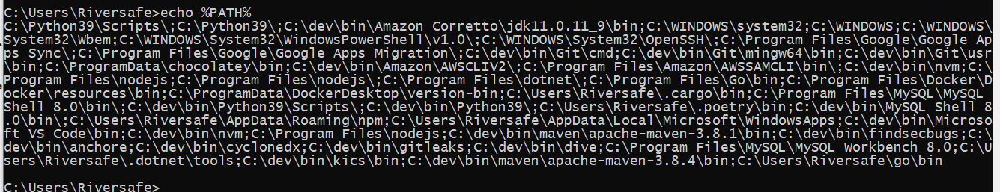 C:\Users\Riversafe>echo %PATH%
C:\Python39\Scripts\;C:\Python39\;C:\dev\bin\Amazon Corretto\jdk11.0.11_9\bin;C:\WINDOWS\system32;C:\WINDOWS;C:\WINDOWS\
System32\Wbem;C:\WINDOWS\System32\WindowsPowerShell\v1.0\;C:\WINDOWS\System32\OpenSSH\;C:\Program Files\Google\Google Ap
ps Sync\;C:\Program Files\Google\Google Apps Migration\;C:\dev\bin\Git\cmd;C:\dev\bin\Git\mingw64\bin;C:\dev\bin\Git\usr
\bin;C:\ProgramData\chocolatey\bin;C:\dev\bin\Amazon\AWSCLIV2\;C:\Program Files\Amazon\AWSSAMCLI\bin\;C:\dev\bin\nvm;C:\
Program Files\nodejs;C:\Program Files\nodejs\;C:\Program Files\dotnet\;C:\Program Files\Go\bin;C:\Program Files\Docker\D
ocker\resources\bin;C:\ProgramData\DockerDesktop\version-bin;C:\Users\Riversafe\.cargo\bin;C:\Program Files\MySQL\MySQL
Shell 8.0\bin\;C:\dev\bin\Python39\Scripts\;C:\dev\bin\Python39\;C:\Users\Riversafe\.poetry\bin;C:\dev\bin\MySQL Shell 8
.0\bin\;C:\Users\Riversafe\AppData\Roaming\npm;C:\Users\Riversafe\AppData\Local\Microsoft\WindowsApps;C:\dev\bin\Microso
ft VS Code\bin;C:\dev\bin\nvm;C:\Program Files\nodejs;C:\dev\bin\maven\apache-maven-3.8.1\bin;C:\dev\bin\findsecbugs;C:\
dev\bin\anchore;C:\dev\bin\cyclonedx;C:\dev\bin\gitleaks;C:\dev\bin\dive;C:\Program Files\MySQL\MySQL Workbench 8.0;C:\U
sers\Riversafe\.dotnet\tools;C:\dev\bin\kics\bin;C:\dev\bin\maven\apache-maven-3.8.4\bin;C:\Users\Riversafe\go\bin
C:\Users\Riversafe>